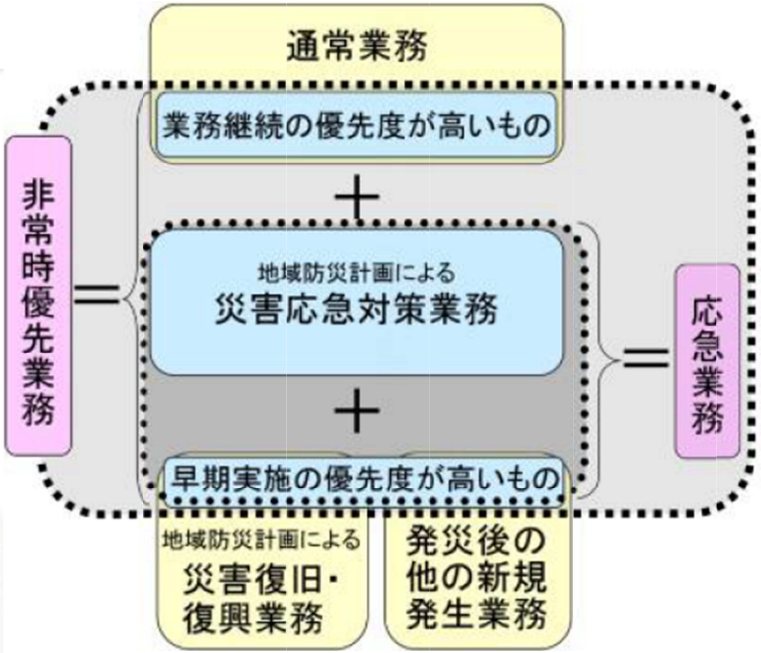 通常業務
業務継続の優先度が高いもの
＋
非常時優先業務
＝
地域防災計画による
災害応急対策業務
＝
応急業務
＋
早期実施の優先度が高いもの
地域防災計画による
災害復旧・
復興業務
発災後の
他の新規
発生業務